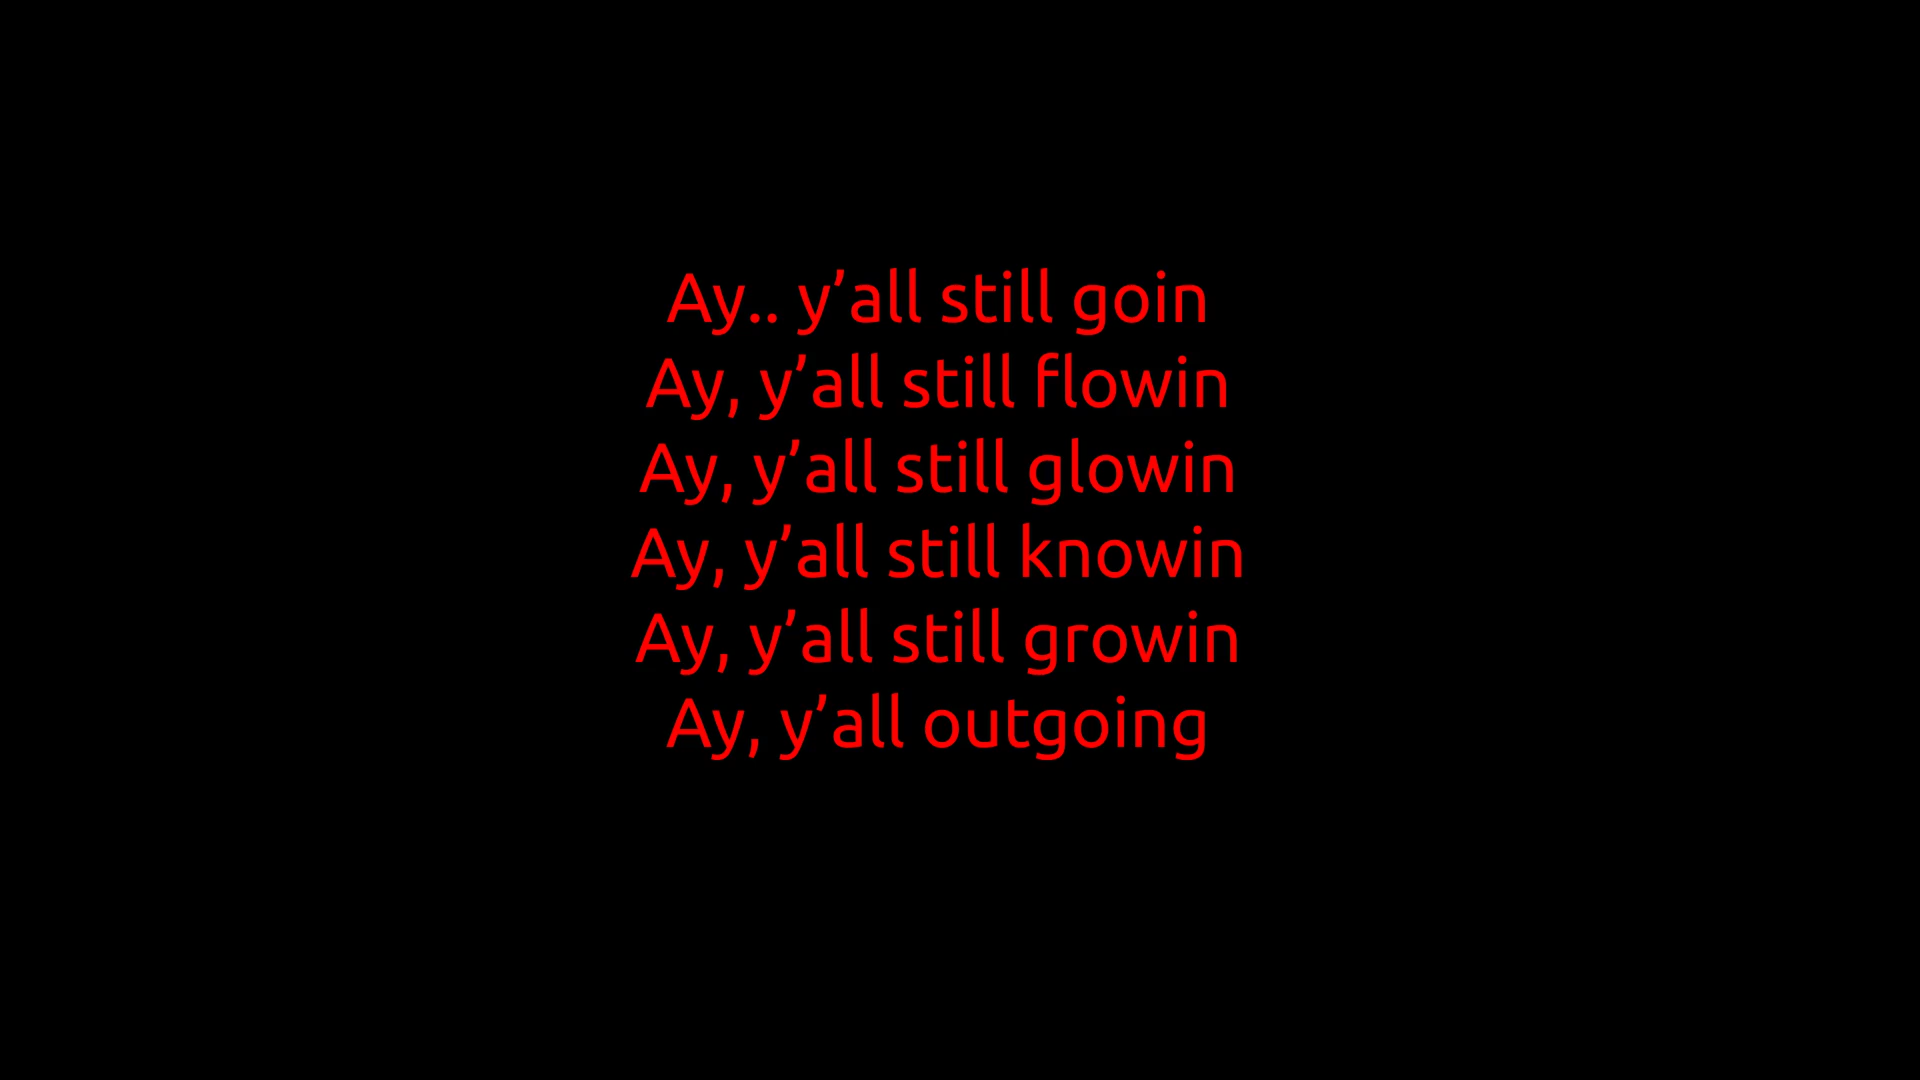 Ay.. y’all still goin
Ay, y’all still flowin
Ay, y’all still glowin
Ay, y’all still knowin
Ay, y’all still growin
Ay, y’all outgoing